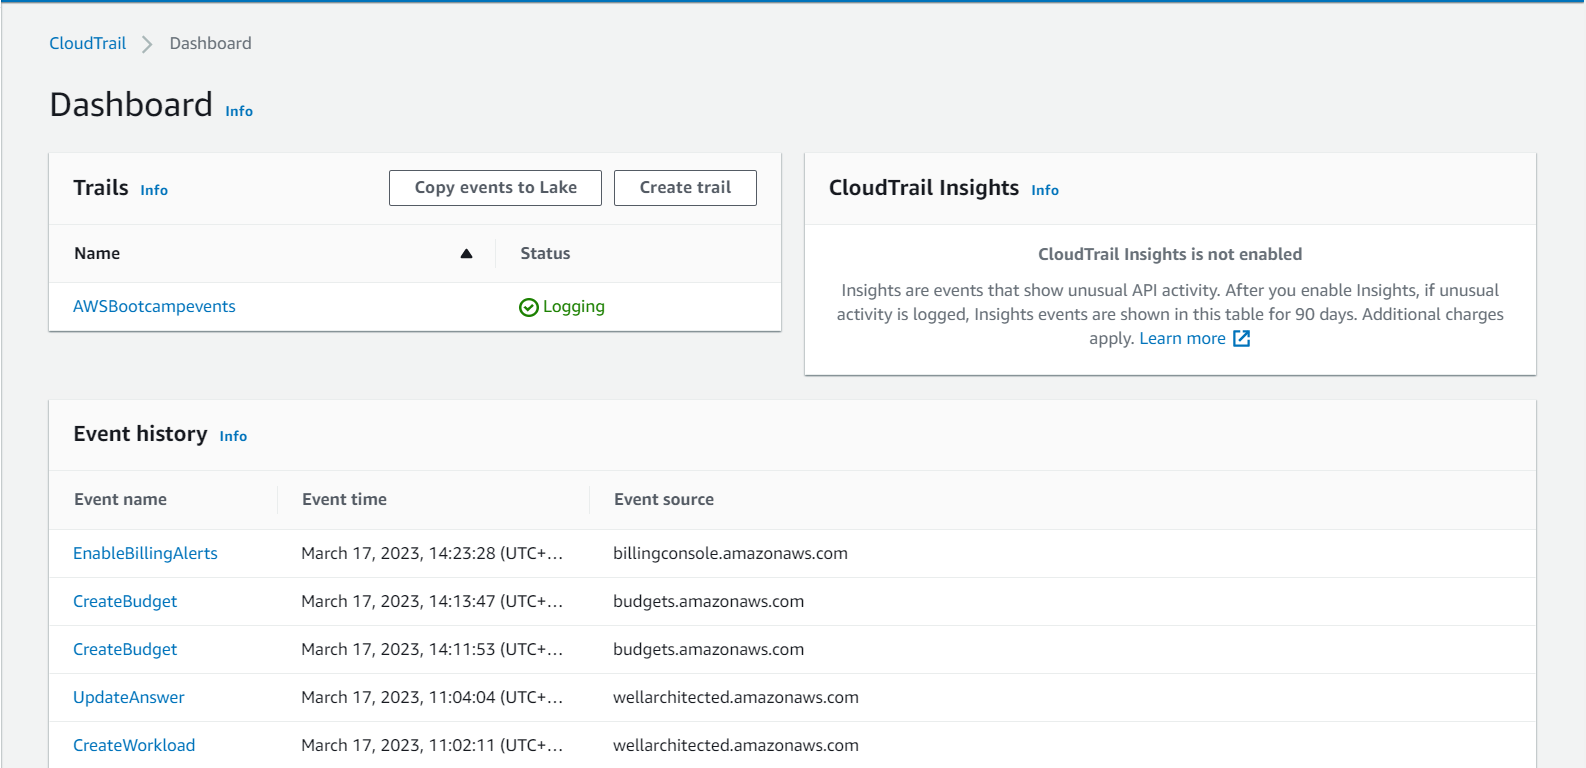 CloudTrail Dashboard
Dashboard Info
Trails Info Copy events to Lake Create trail
Name Status
AWSBootcampevents Logging
CloudTrail Insights Info
CloudTrail Insights is not enabled
Insights are events that show unusual API activity. After you enable Insights, if unusual
activity is logged, Insights events are shown in this table for 90 days. Additional charges
apply. Learn more
Event history Info
Event name Event time Event source
EnableBillingAlerts March 17, 2023, 14:23:28 (UTC+... billingconsole.amazonaws.com
CreateBudget March 17, 2023, 14:13:47 (UTC+... budgets.amazonaws.com
CreateBudget March 17, 2023, 14:11:53 (UTC+... budgets.amazonaws.com
UpdateAnswer March 17, 2023, 11:04:04 (UTC+... wellarchitected.amazonaws.com
CreateWorkload March 17, 2023, 11:02:11 (UTC+... wellarchitected.amazonaws.com